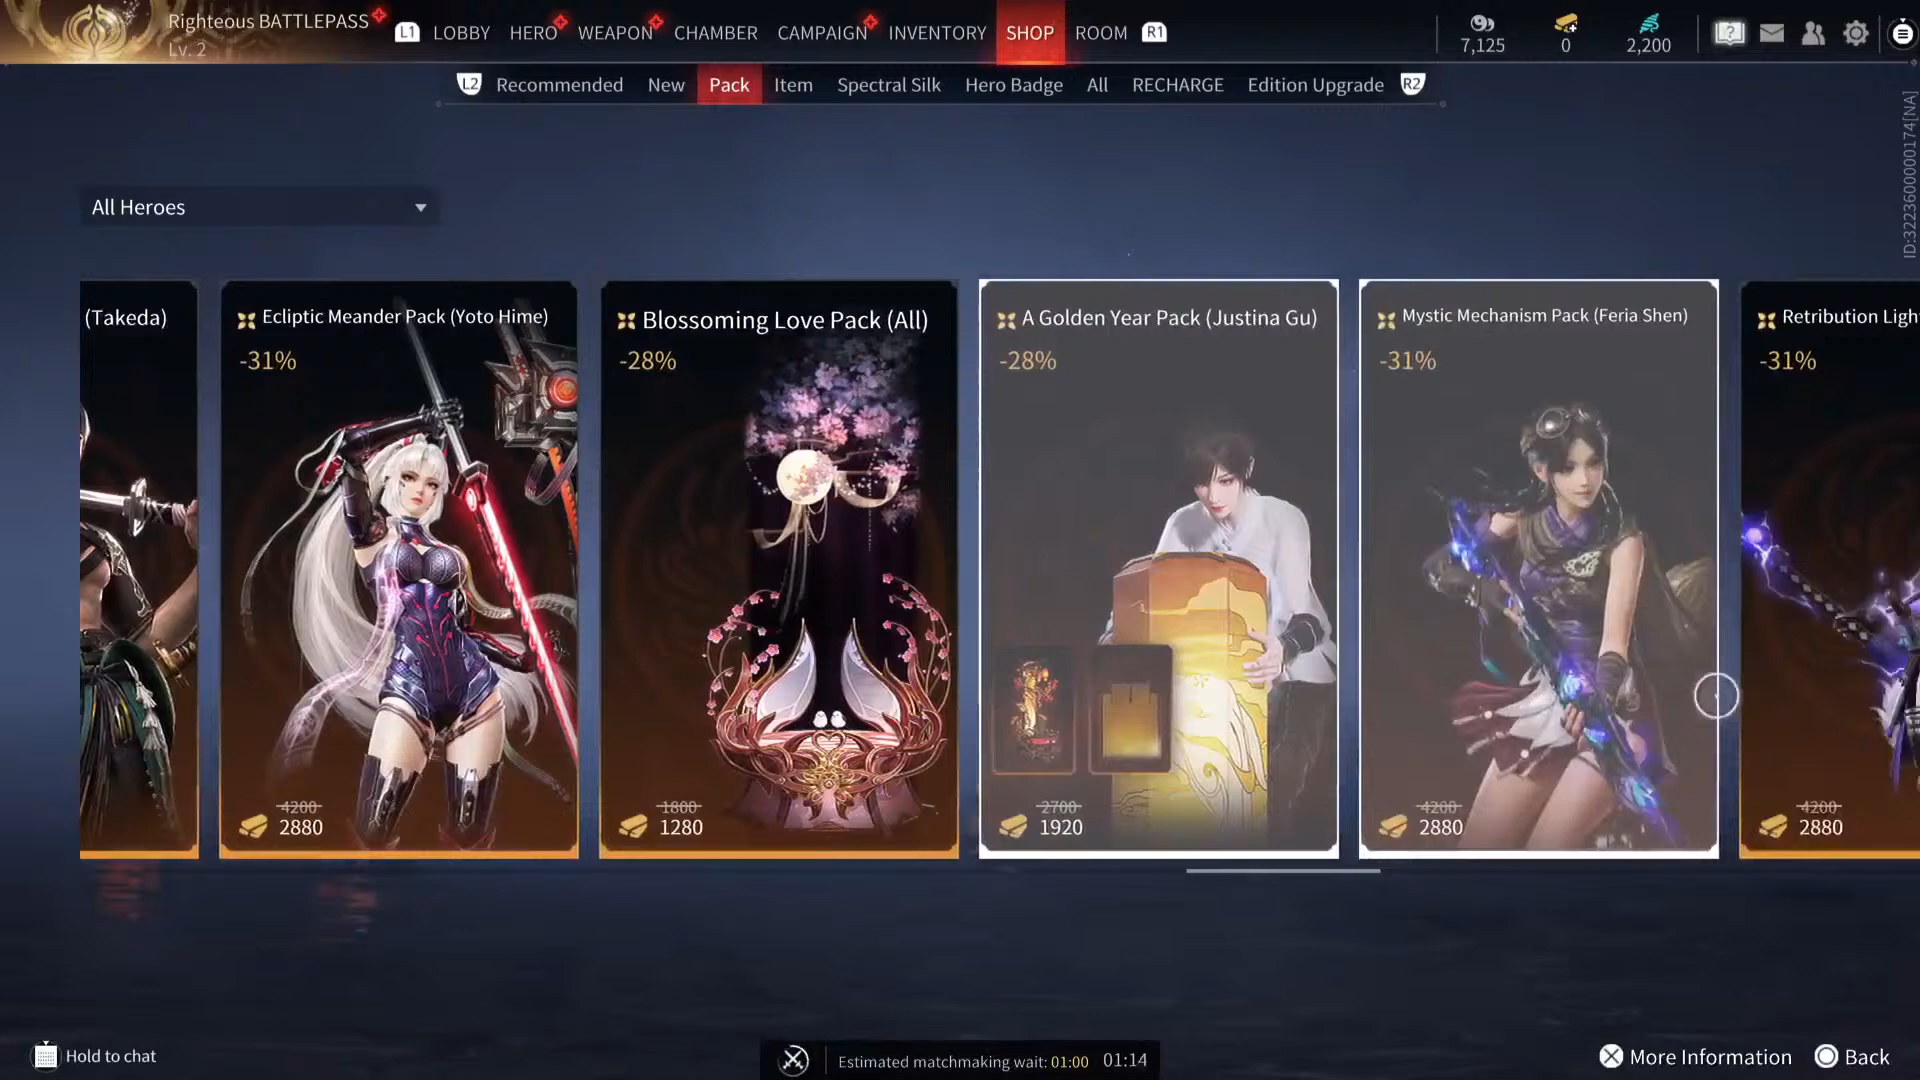 Righteous BATTLEPASS
Lv. 2
L1 LOBBY HERO WEAPON CHAMBER CAMPAIGN INVENTORY SHOP ROOM R1
7,125 0 2,200
L2 Recommended New Pack Item Spectral Silk Hero Badge All RECHARGE Edition Upgrade R2
ID:322360000000174[NA]
All Heroes
(Takeda)
Ecliptic Meander Pack (Yoto Hime)
-31%
4200
2880
Blossoming Love Pack (All)
-28%
1800
1280
A Golden Year Pack (Justina Gu)
-28%
2700
1920
Mystic Mechanism Pack (Feria Shen)
-31%
4200
2880
Retribution Ligh
-31%
4200
2880
Hold to chat
Estimated matchmaking wait: 01:00 01:14
More Information Back